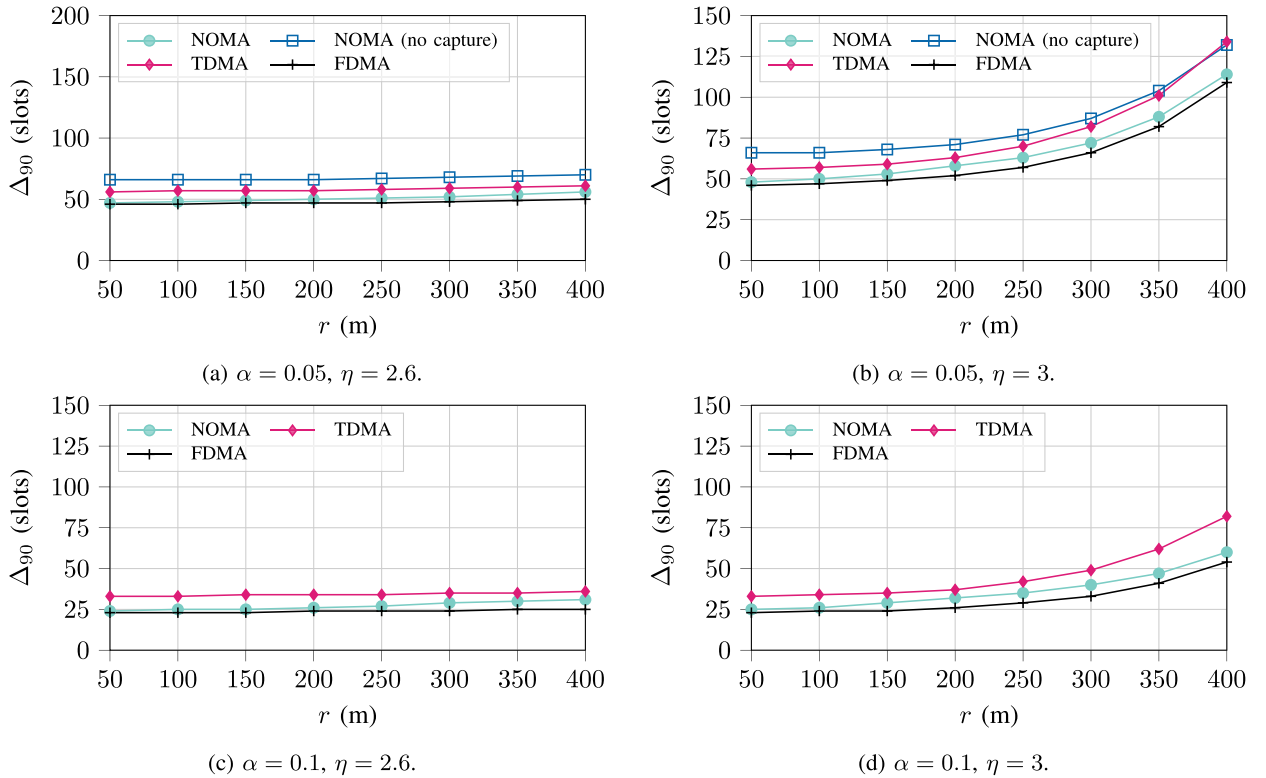 200
150
100
50
0
Δ90 (slots)
NOMA
NOMA (no capture)
TDMA
FDMA
50 100 150 200 250 300 350 400
r (m)
(a) α = 0.05, η = 2.6.
150
125
100
75
50
25
0
Δ90 (slots)
NOMA
NOMA (no capture)
TDMA
FDMA
50 100 150 200 250 300 350 400
r (m)
(b) α = 0.05, η = 3.
150
125
100
75
50
25
0
Δ90 (slots)
NOMA
TDMA
FDMA
50 100 150 200 250 300 350 400
r (m)
(c) α = 0.1, η = 2.6.
150
125
100
75
50
25
0
Δ90 (slots)
NOMA
TDMA
FDMA
50 100 150 200 250 300 350 400
r (m)
(d) α = 0.1, η = 3.